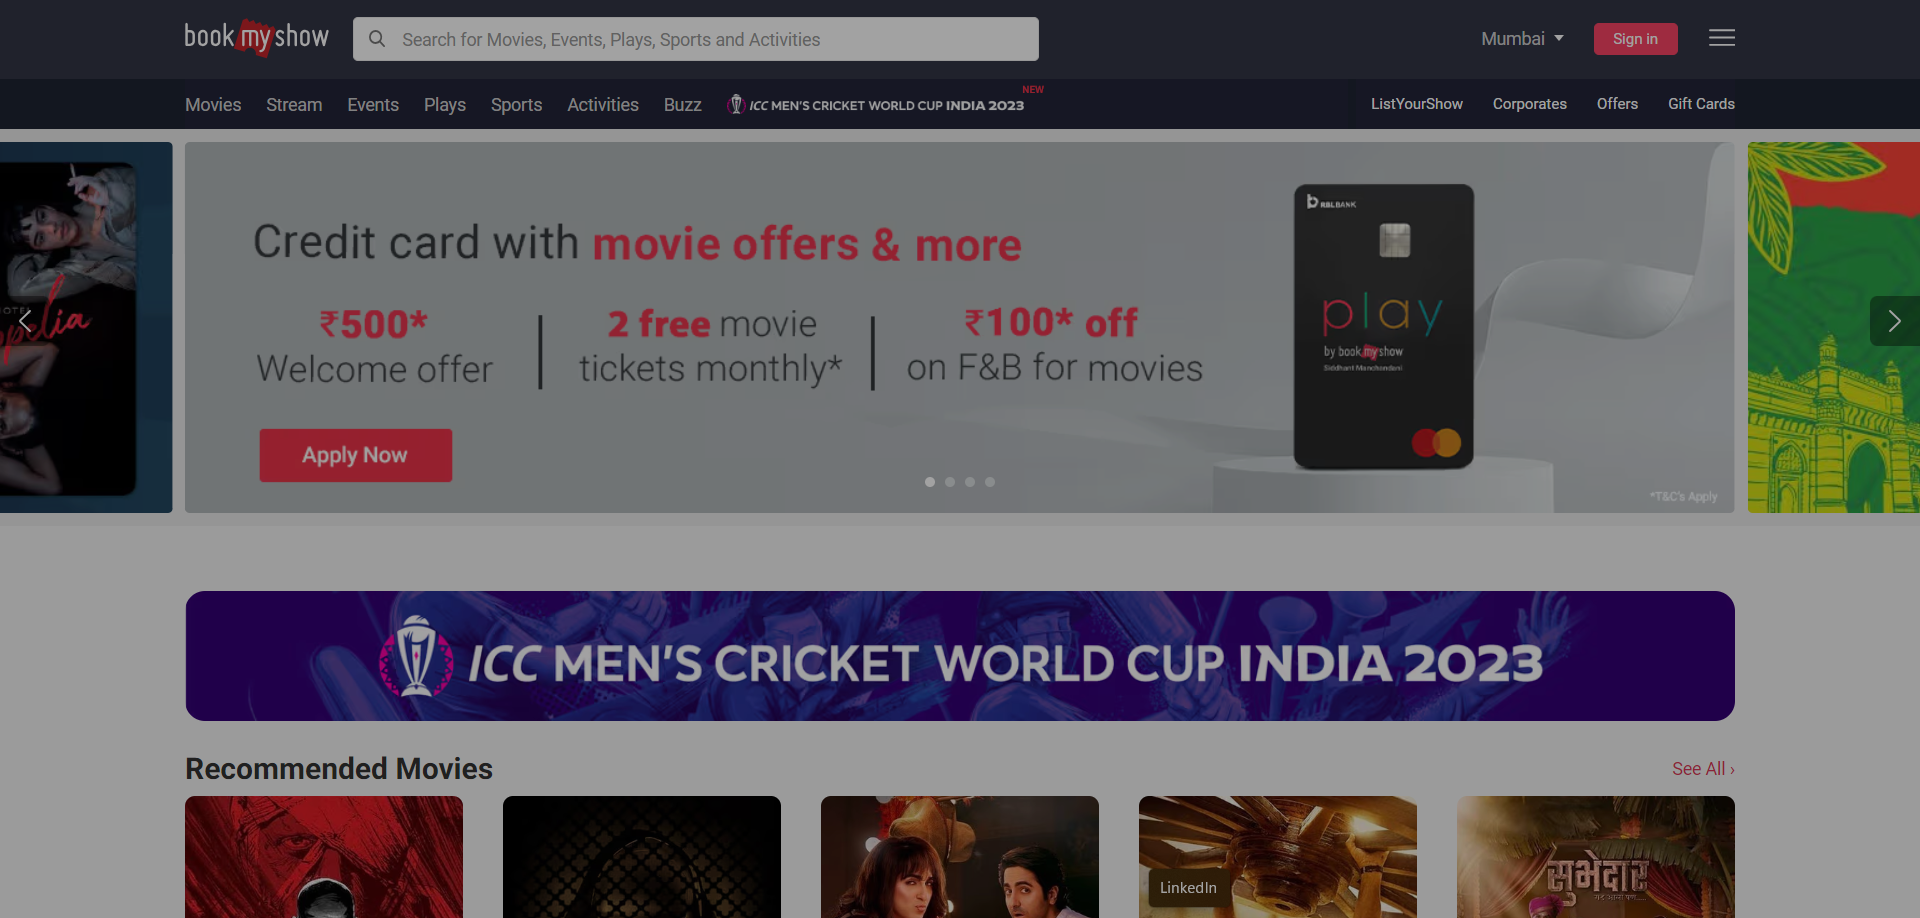 book my show
Search for Movies, Events, Plays, Sports and Activities
Mumbai
Sign in
Movies
Stream
Events
Plays
Sports
Activities
Buzz
ICC MEN'S CRICKET WORLD CUP INDIA 2023
NEW
ListYourShow
Corporates
Offers
Gift Cards
Credit card with movie offers & more
₹500*
Welcome offer
2 free movie
tickets monthly*
₹100* off
on F&B for movies
Apply Now
RBL BANK
play
by book my show
Siddhant Manchandani
*T&C's Apply
ICC MEN'S CRICKET WORLD CUP INDIA 2023
Recommended Movies
See All ›
LinkedIn
सुभेदार